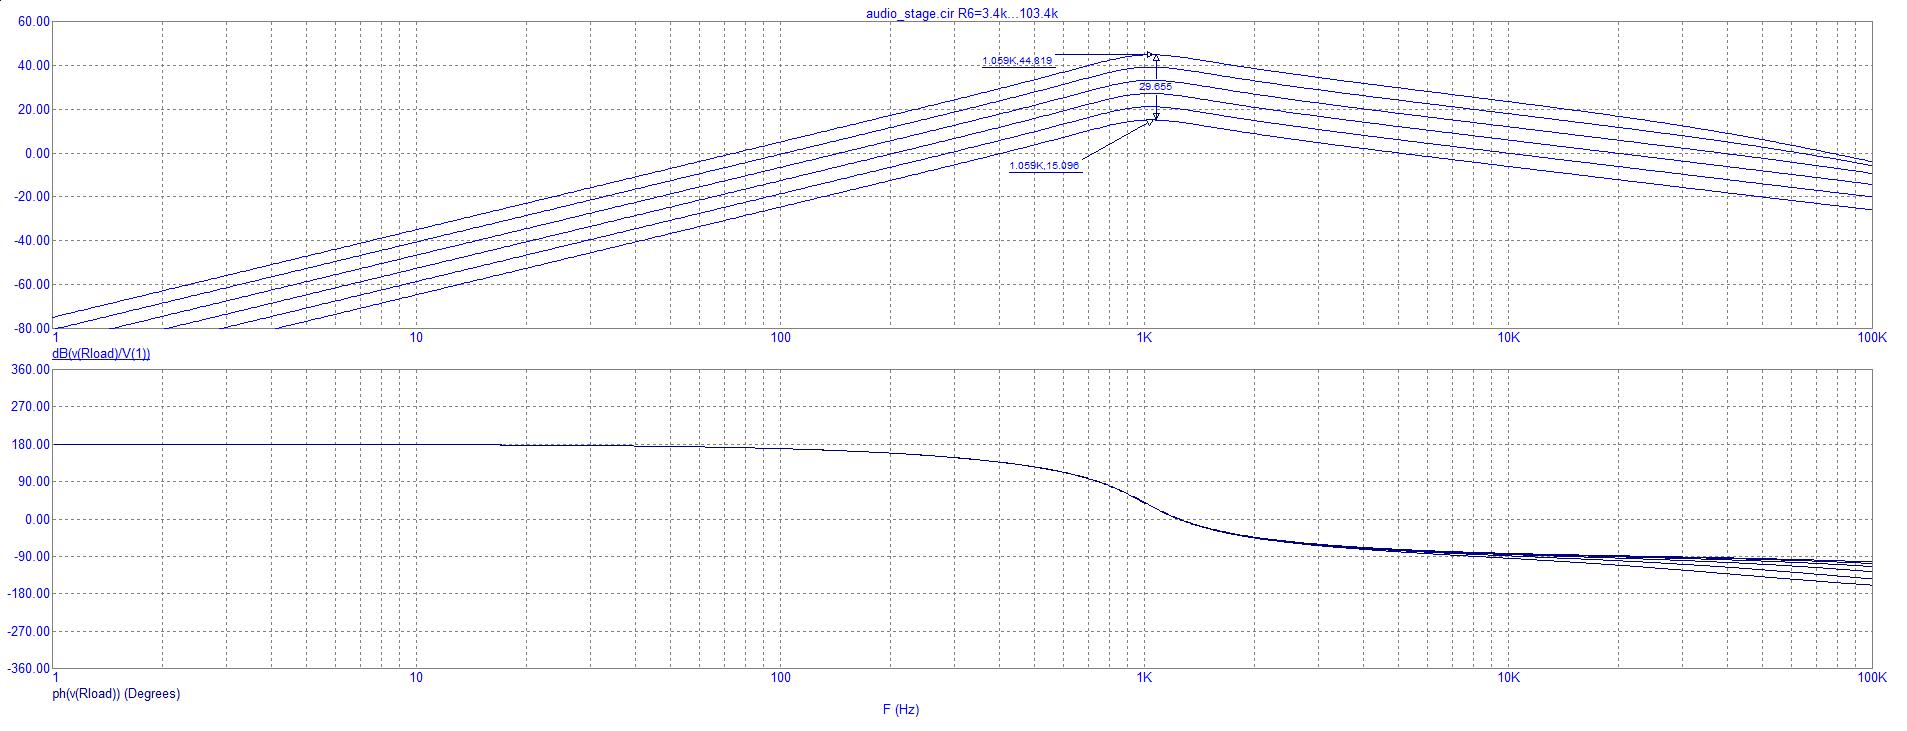 audio_stage.cir R6=3.4k...103.4k
60.00
40.00
20.00
0.00
-20.00
-40.00
-60.00
-80.00
1.059K,44.819
29.655
1.059K,15.096
1 10 100 1K 10K 100K
dB(v(Rload)/V(1))
360.00
270.00
180.00
90.00
0.00
-90.00
-180.00
-270.00
-360.00
1 10 100 1K 10K 100K
ph(v(Rload)) (Degrees)
F (Hz)